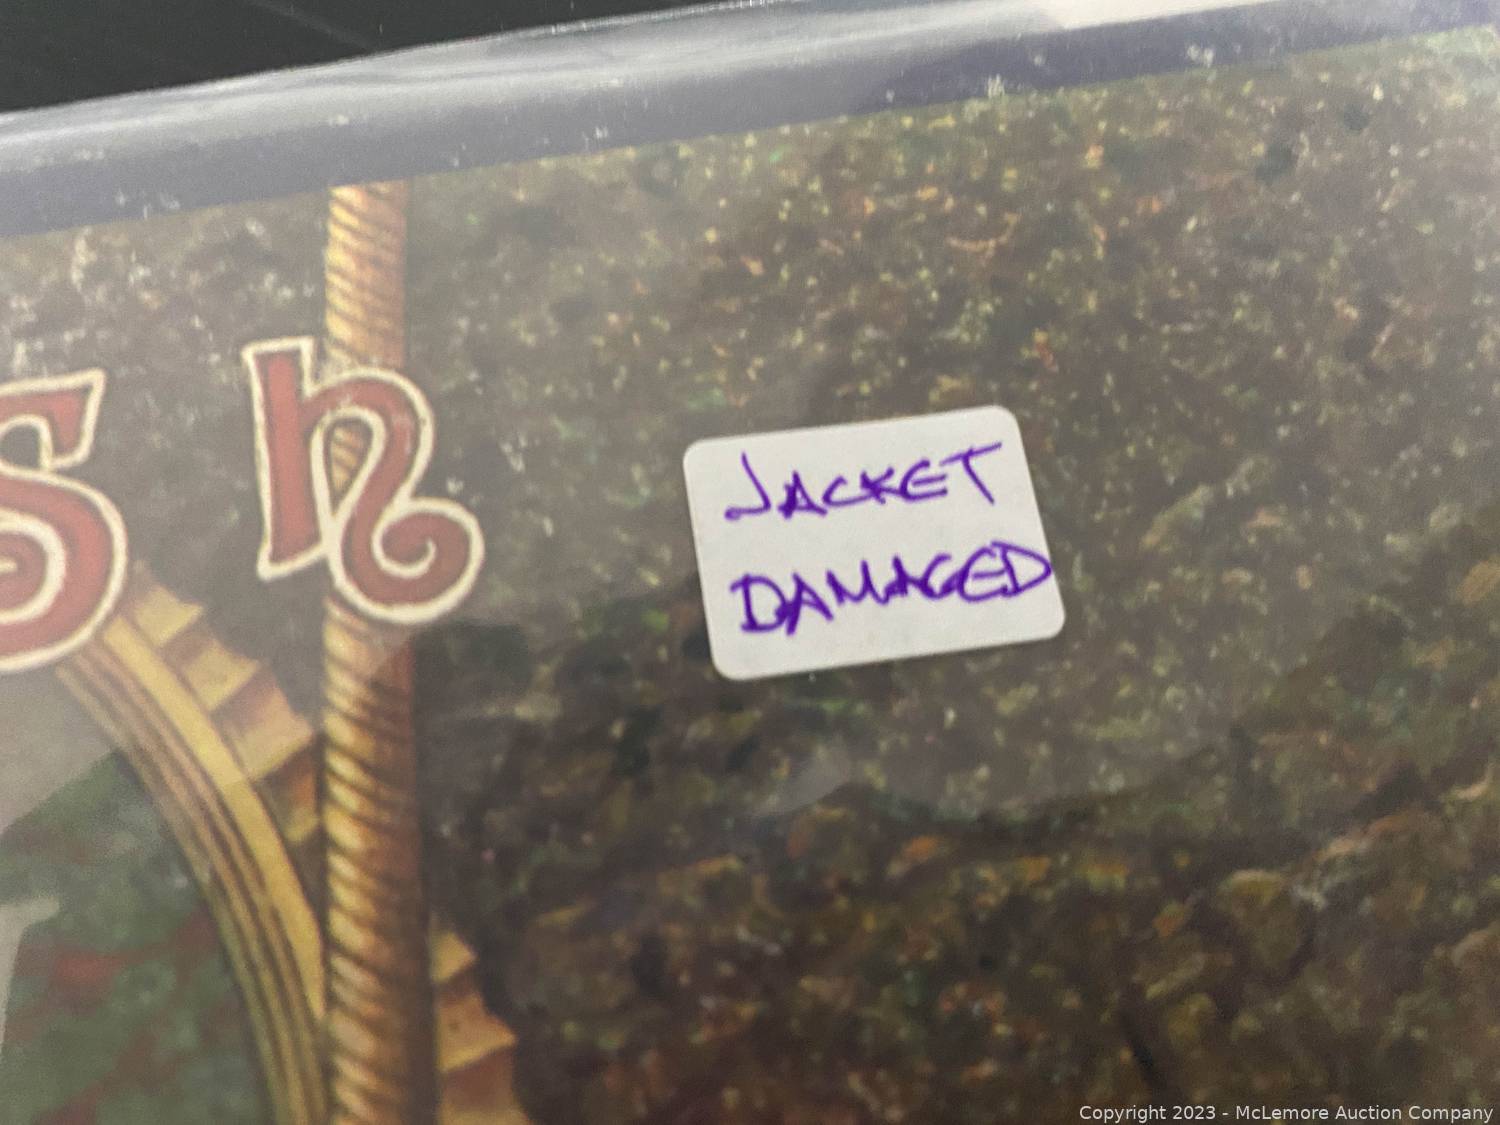 s n
JACKET
DAMAGED
Copyright 2023 - McLemore Auction Company